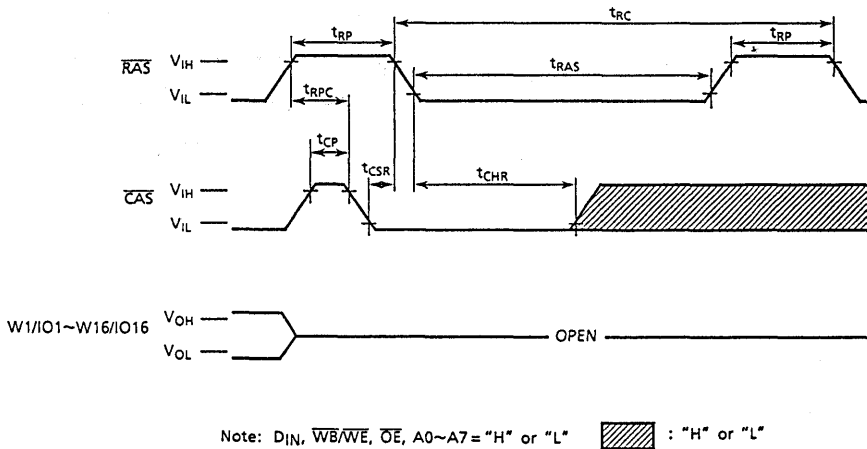 tRC
tRP
tRP
RAS VIH
VIL
tRAS
tRPC
tCP
tCSR
tCHR
CAS VIH
VIL
W1/IO1~W16/IO16 VOH
VOL
OPEN
Note: DIN, WB/WE, OE, A0~A7 = "H" or "L" : "H" or "L"